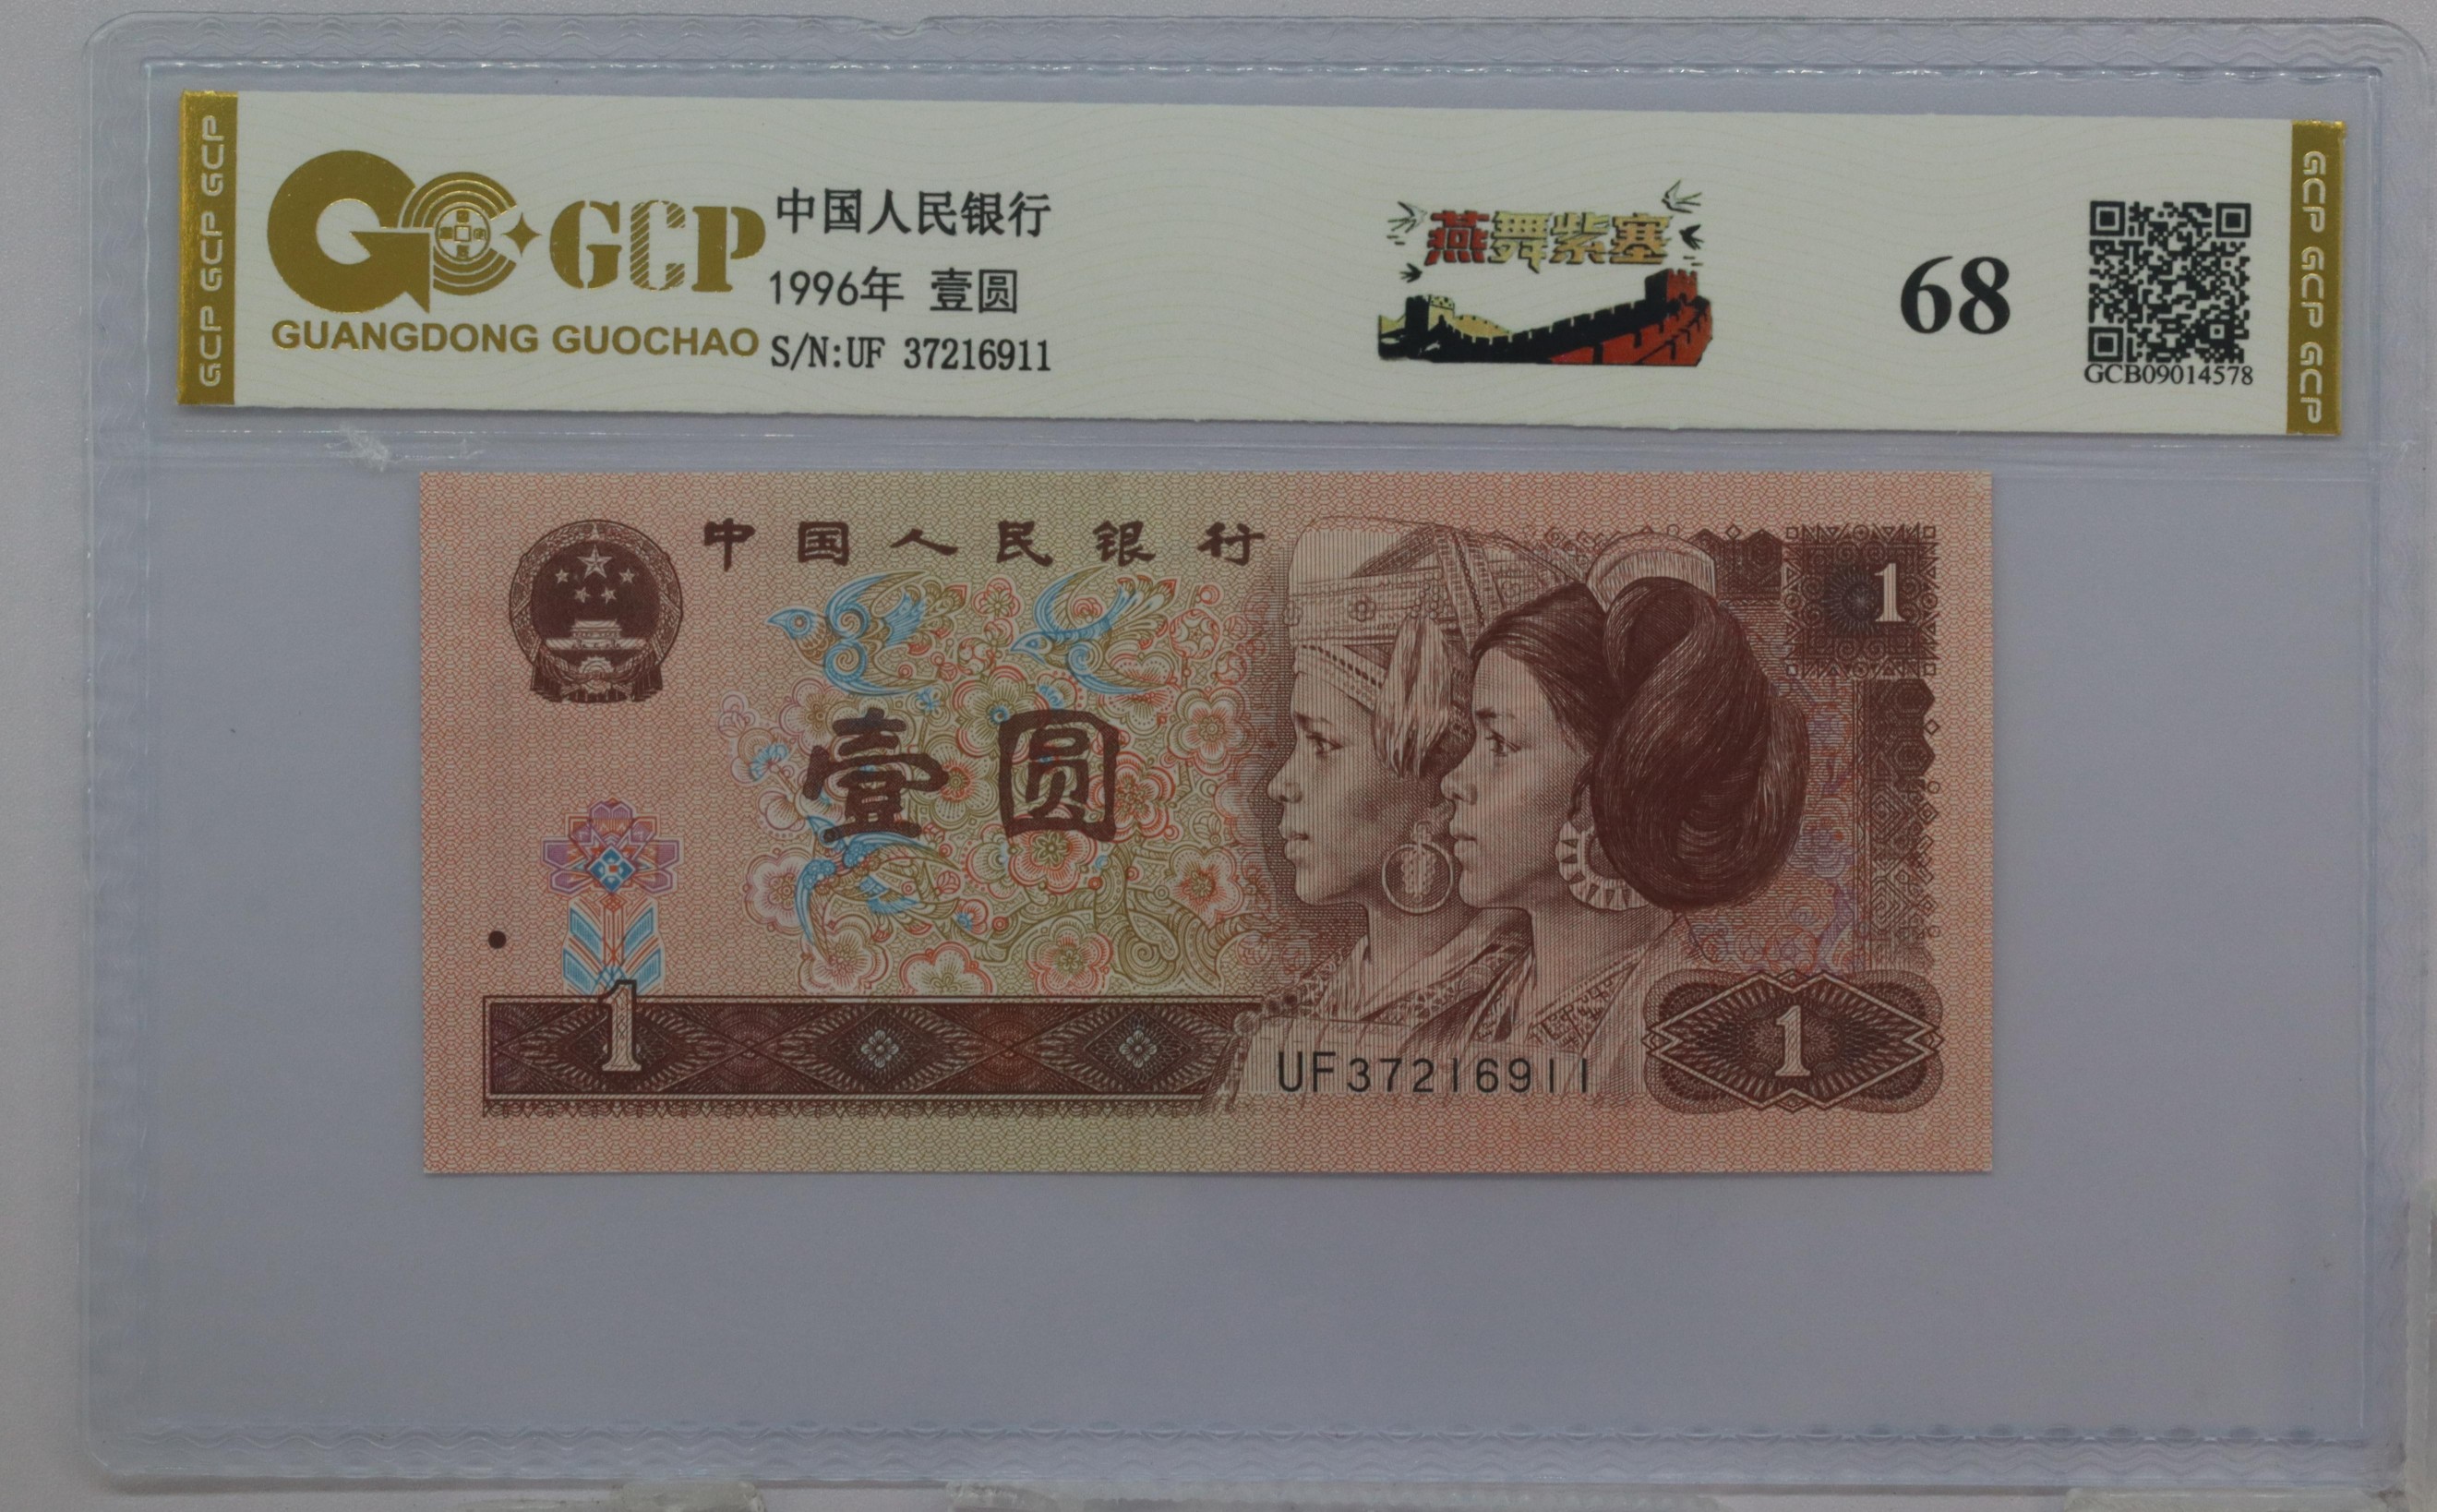 GCP GCP GCP
GCP
GUANGDONG GUOCHAO
中国人民银行
1996年 壹圆
S/N:UF 37216911
燕舞紫塞
68
GCB09014578
GCP GCP GCP
中国人民银行
1
壹圆
1
UF37216911
1